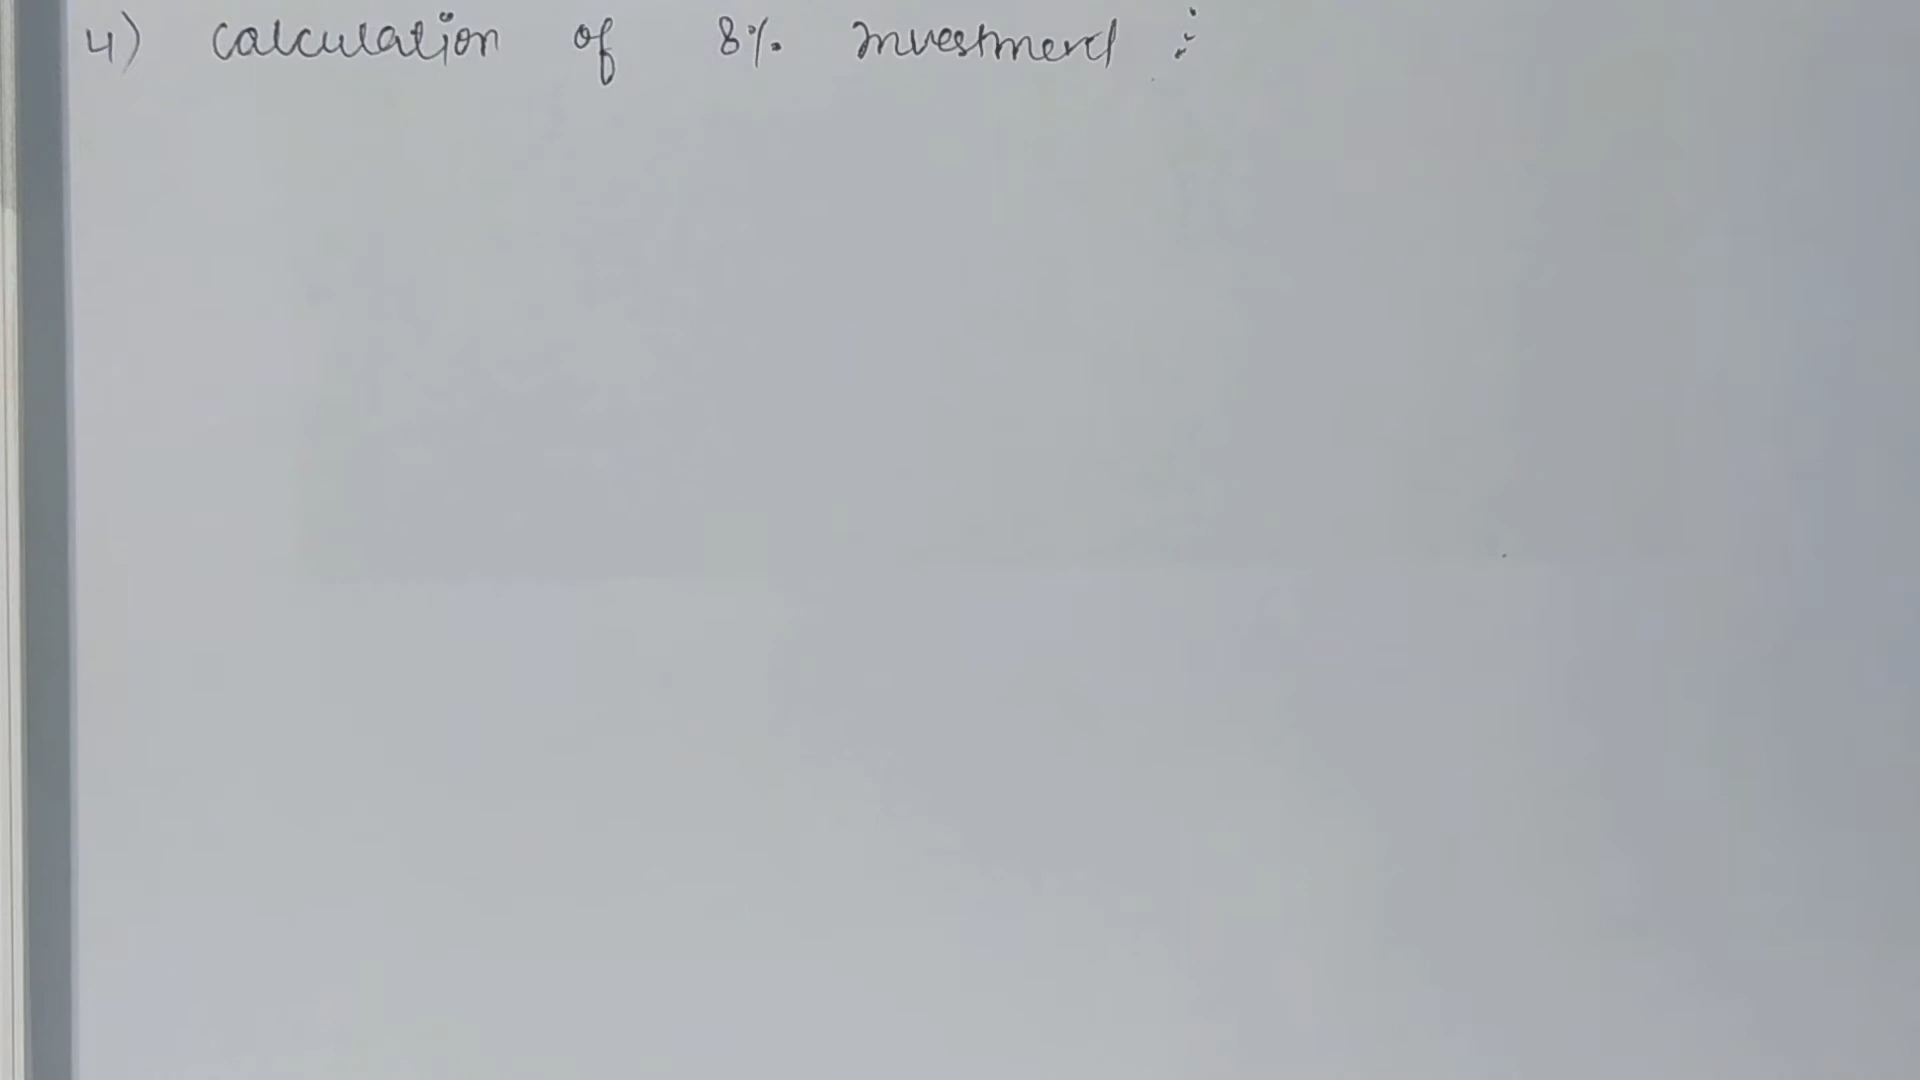 4) calculation of 8% Investment :-